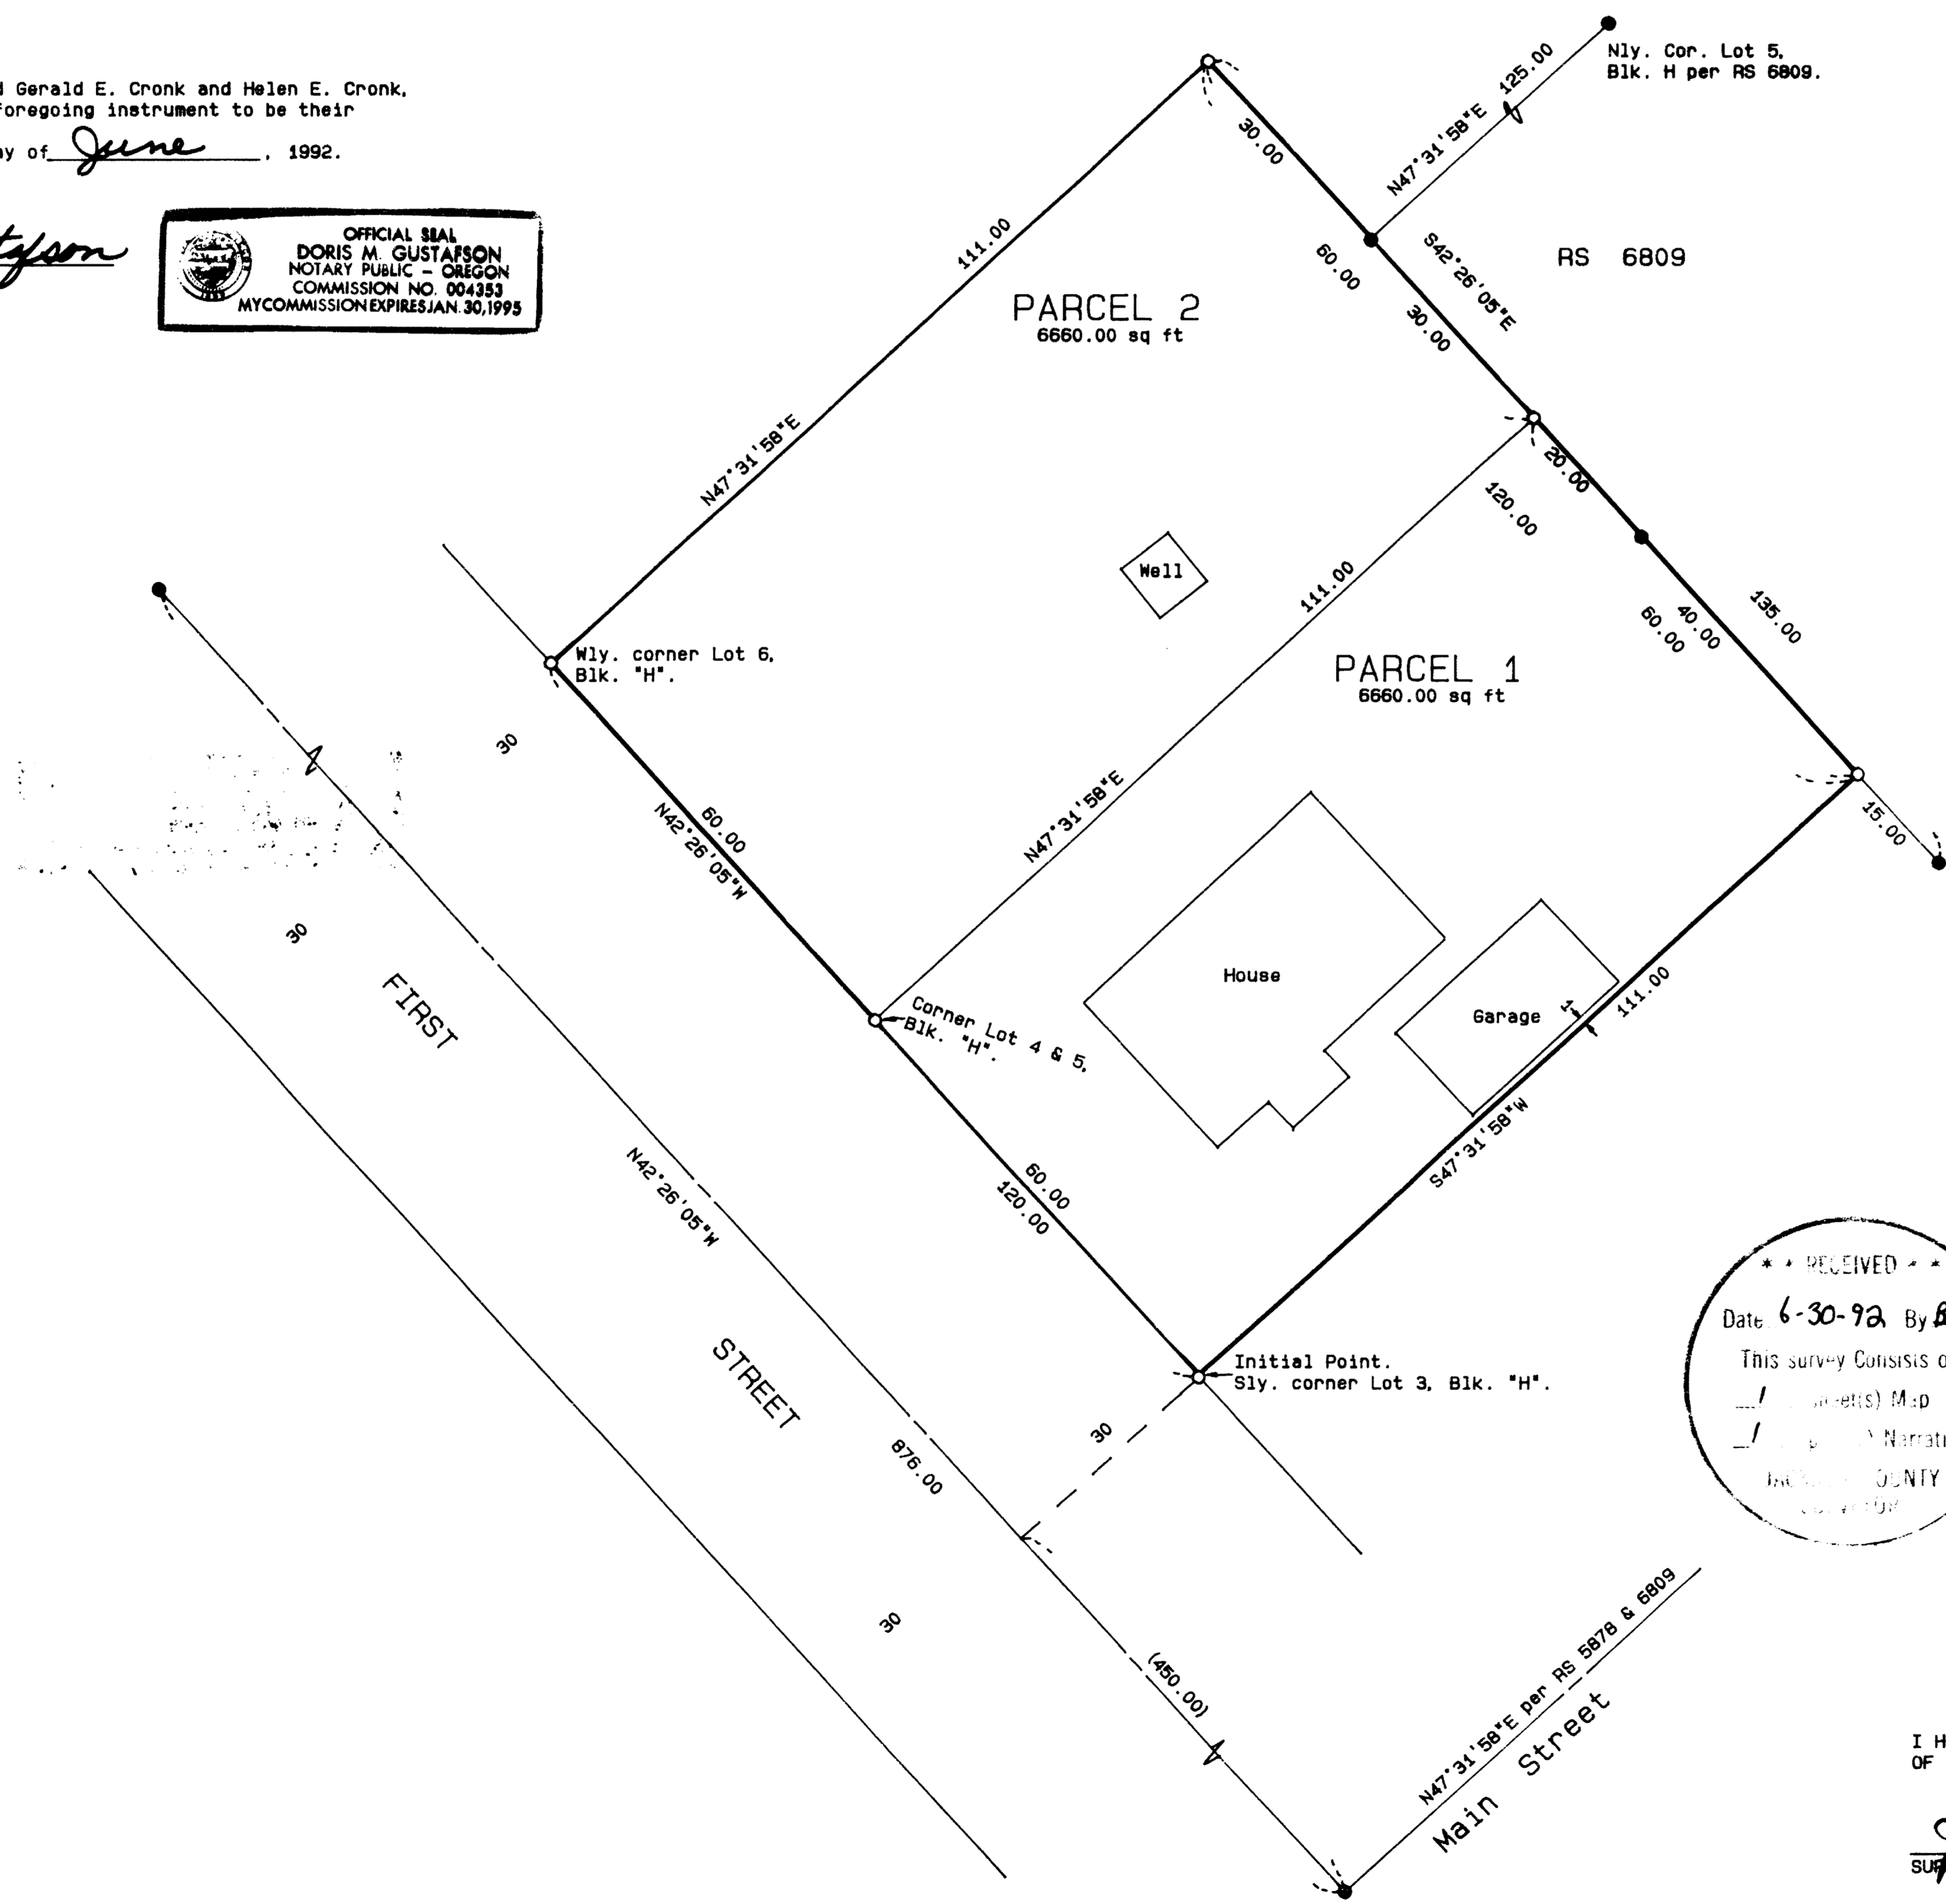 d Gerald E. Cronk and Helen E. Cronk,
foregoing instrument to be their
ay of June, 1992.
OFFICIAL SEAL
DORIS M. GUSTAFSON
NOTARY PUBLIC – OREGON
COMMISSION NO. 004353
MY COMMISSION EXPIRES JAN. 30, 1995
Nly. Cor. Lot 5,
Blk. H per RS 6809.
N47°31'58"E 125.00
30.00
111.00
60.00
S42°26'05"E
RS 6809
30.00
PARCEL 2
6660.00 sq ft
N47°31'58"E
20.00
120.00
Well
111.00
135.00
40.00
60.00
Wly. corner Lot 6,
Blk. "H".
PARCEL 1
6660.00 sq ft
30
60.00
N42°26'05"W
N47°31'58"E
15.00
30
FIRST
House
Garage
1
111.00
Corner Lot 4 & 5,
Blk. "H".
S47°31'58"W
N42°26'05"W
60.00
120.00
STREET
Initial Point.
Sly. corner Lot 3, Blk. "H".
30
876.00
* * RECEIVED * *
Date 6-30-92 By
This survey Consists o
1 Map
1 Narrati
OUNTY
30
(450.00)
N47°31'58"E per RS 5878 & 6809
Main Street
I H
OF
SUR